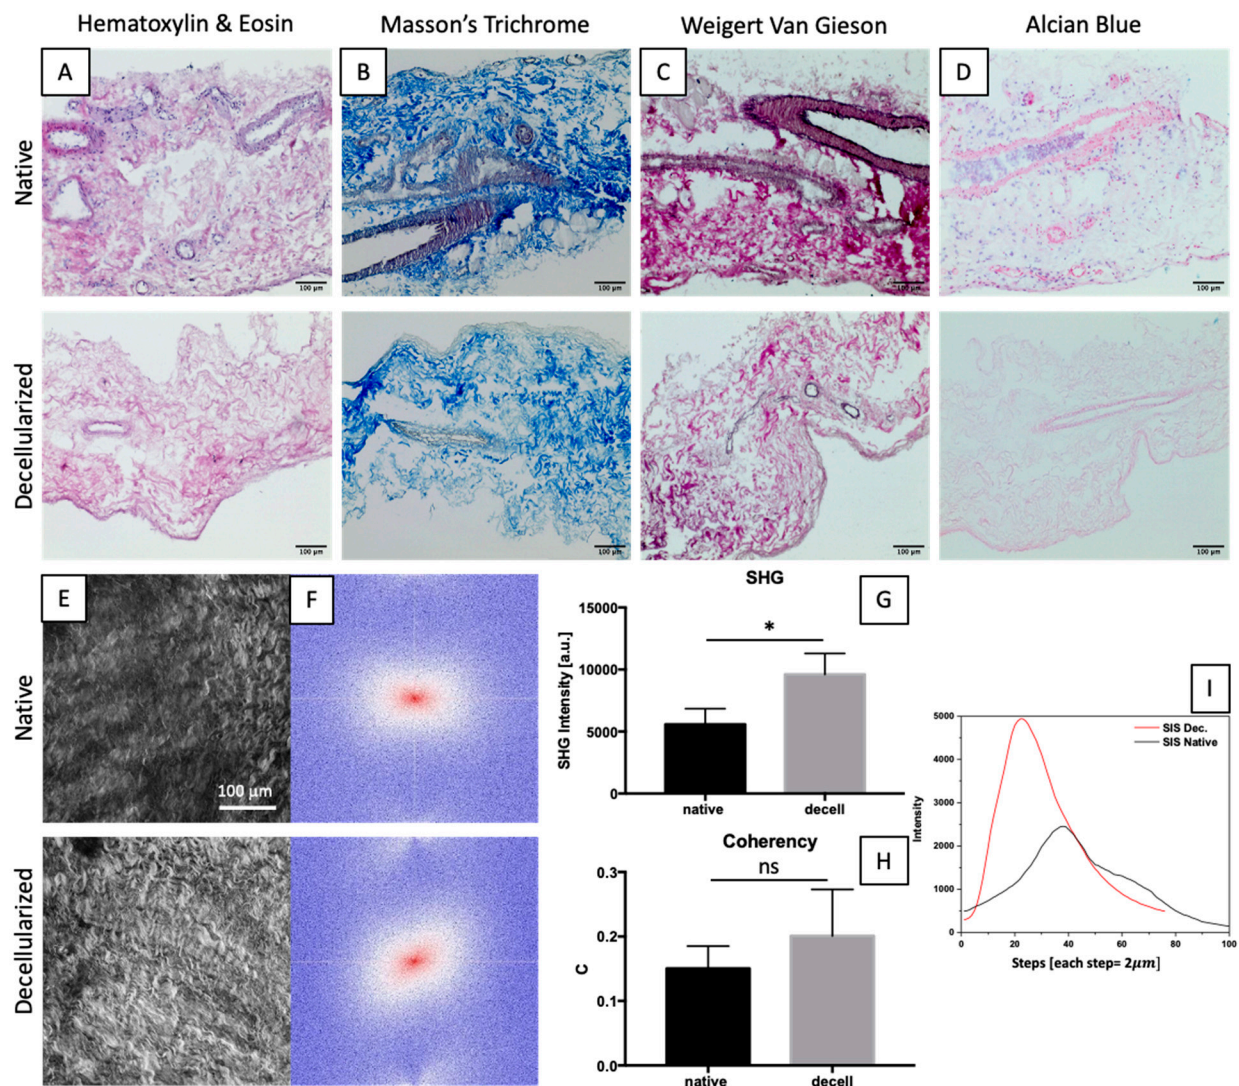 Hematoxylin & Eosin
Masson's Trichrome
Weigert Van Gieson
Alcian Blue
Native
A
100 μm
B
100 μm
C
100 μm
D
100 μm
Decellularized
100 μm
100 μm
100 μm
100 μm
Native
E
100 μm
F
Decellularized
SHG
G
SHG Intensity [a.u.]
15000
10000
5000
0
*
native
decell
Coherency
H
ns
C
0.3
0.2
0.1
0.0
native
decell
I
Intensity
5000
4000
3000
2000
1000
0
SIS Dec.
SIS Native
0
20
40
60
80
100
Steps [each step= 2μm]